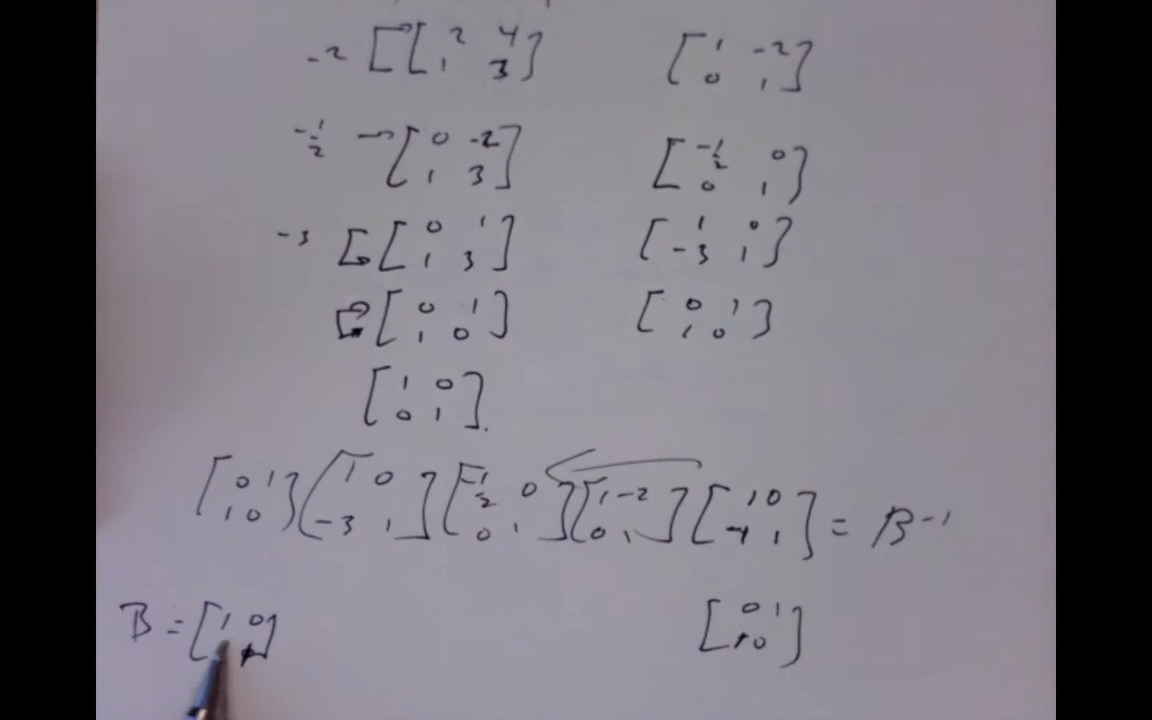 -2 [ 2 4 ] [ 1 -2 ]
[ 1 3 ] [ 0 1 ]
-1/2 → [ 0 -2 ] [ -1/2 0 ]
[ 1 3 ] [ 0 1 ]
-3 [ 0 1 ] [ 1 0 ]
[ 1 3 ] [ -3 1 ]
[ 0 1 ] [ 0 1 ]
[ 1 0 ] [ 1 0 ]
[ 1 0 ]
[ 0 1 ].
[ 0 1 ] [ 1 0 ] [ -1/2 0 ] [ 1 -2 ] [ 1 0 ] = B⁻¹
[ 1 0 ] [ -3 1 ] [ 0 1 ] [ 0 1 ] [ -4 1 ]
B = [ 1 0 ] [ 0 1 ]
[ 1 0 ]